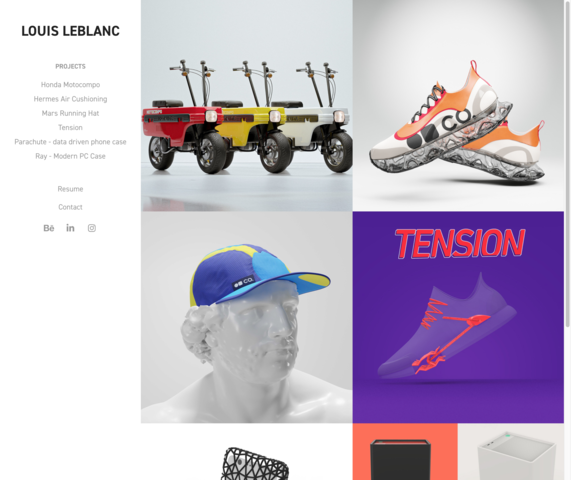 LOUIS LEBLANC
PROJECTS
Honda Motocompo
Hermes Air Cushioning
Mars Running Hat
Tension
Parachute - data driven phone case
Ray - Modern PC Case
Resume
Contact
Bē
in
CO
CO
TENSION